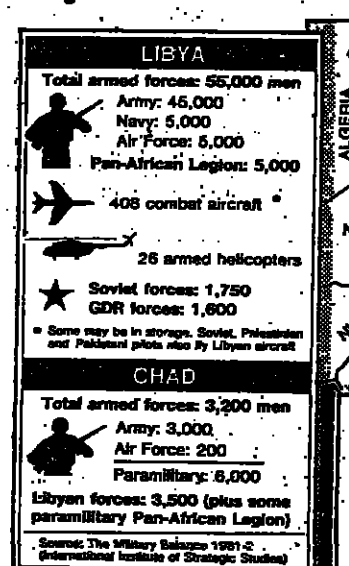 LIBYA
Total armed forces: 55,000 men
Army: 45,000
Navy: 5,000
Air Force: 5,000
Pan-African Legion: 5,000
408 combat aircraft *
26 armed helicopters
Soviet forces: 1,750
GDR forces: 1,600
* Some may be in storage. Soviet, Palestinian
and Pakistani pilots also fly Libyan aircraft
CHAD
Total armed forces: 3,200 men
Army: 3,000
Air Force: 200
Paramilitary: 6,000
Libyan forces: 3,500 (plus some
paramilitary Pan-African Legion)
Source: The Military Balance 1981-2
(International Institute of Strategic Studies)
ALGERIA